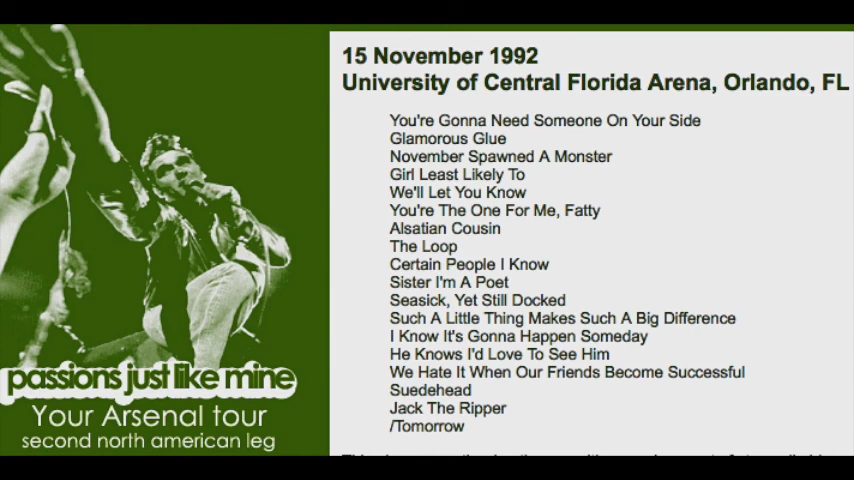 15 November 1992
University of Central Florida Arena, Orlando, FL
You're Gonna Need Someone On Your Side
Glamorous Glue
November Spawned A Monster
Girl Least Likely To
We'll Let You Know
You're The One For Me, Fatty
Alsatian Cousin
The Loop
Certain People I Know
Sister I'm A Poet
Seasick, Yet Still Docked
Such A Little Thing Makes Such A Big Difference
I Know It's Gonna Happen Someday
He Knows I'd Love To See Him
We Hate It When Our Friends Become Successful
Suedehead
Jack The Ripper
/Tomorrow
passions just like mine
Your Arsenal tour
second north american leg